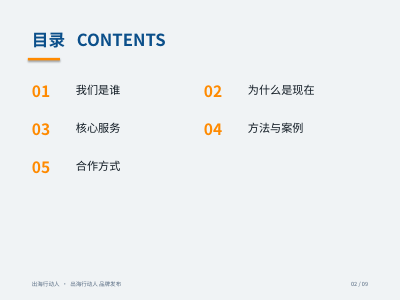 目录 CONTENTS
01 我们是谁
02 为什么是现在
03 核心服务
04 方法与案例
05 合作方式
出海行动人 · 出海行动人 品牌发布
02 / 09